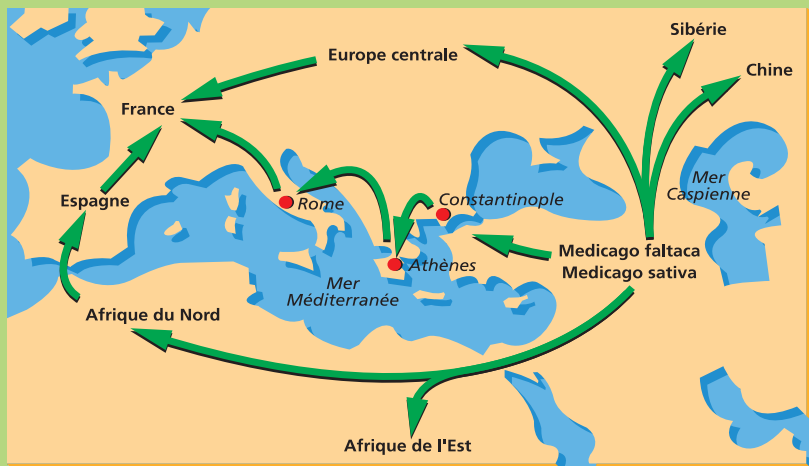 Sibérie
Europe centrale
Chine
France
Mer
Caspienne
Espagne
Rome
Constantinople
Medicago faltaca
Medicago sativa
Athènes
Mer
Méditerranée
Afrique du Nord
Afrique de l'Est